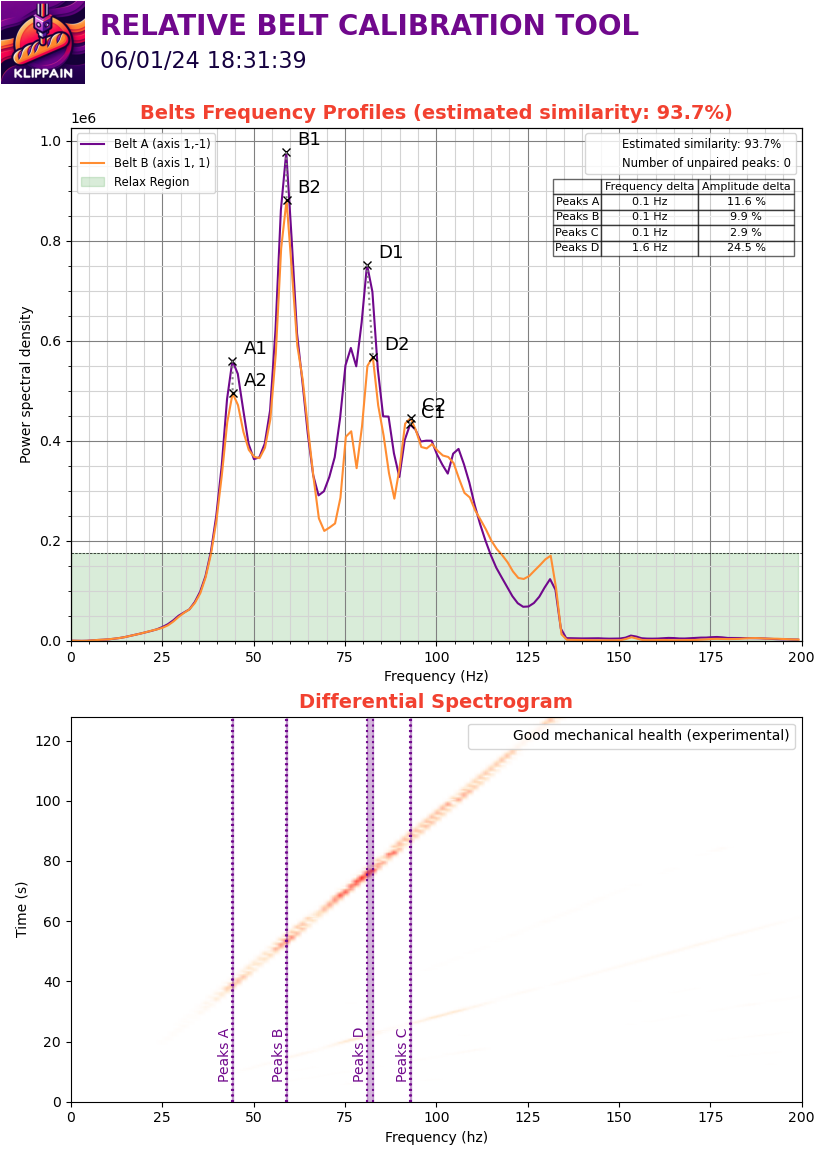 KLIPPAIN
RELATIVE BELT CALIBRATION TOOL
06/01/24 18:31:39
Belts Frequency Profiles (estimated similarity: 93.7%)
1e6
Belt A (axis 1,-1)
Belt B (axis 1, 1)
Relax Region
Estimated similarity: 93.7%
Number of unpaired peaks: 0
Frequency delta Amplitude delta
Peaks A 0.1 Hz 11.6 %
Peaks B 0.1 Hz 9.9 %
Peaks C 0.1 Hz 2.9 %
Peaks D 1.6 Hz 24.5 %
B1
B2
D1
D2
A1
A2
C2
C1
1.0
0.8
0.6
0.4
0.2
0.0
Power spectral density
0 25 50 75 100 125 150 175 200
Frequency (Hz)
Differential Spectrogram
Good mechanical health (experimental)
120
100
80
60
40
20
0
Time (s)
Peaks A
Peaks B
Peaks D
Peaks C
0 25 50 75 100 125 150 175 200
Frequency (hz)